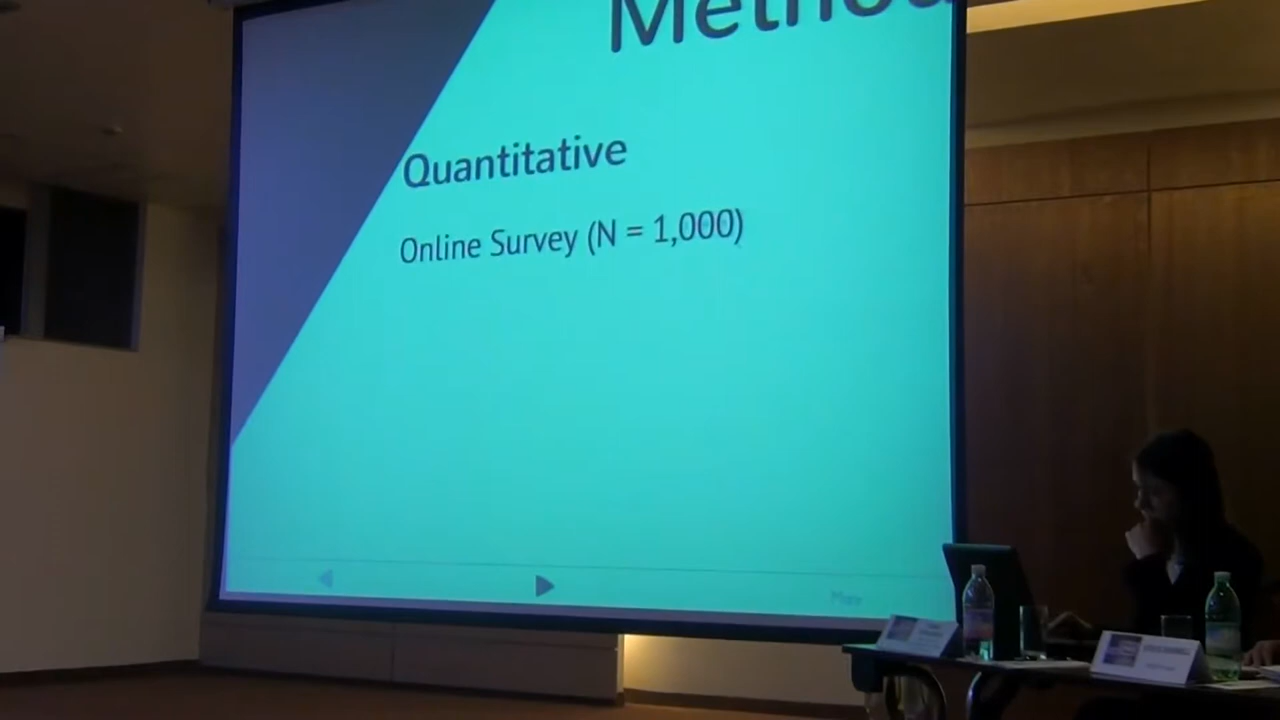 Method
Quantitative
Online Survey (N = 1,000)